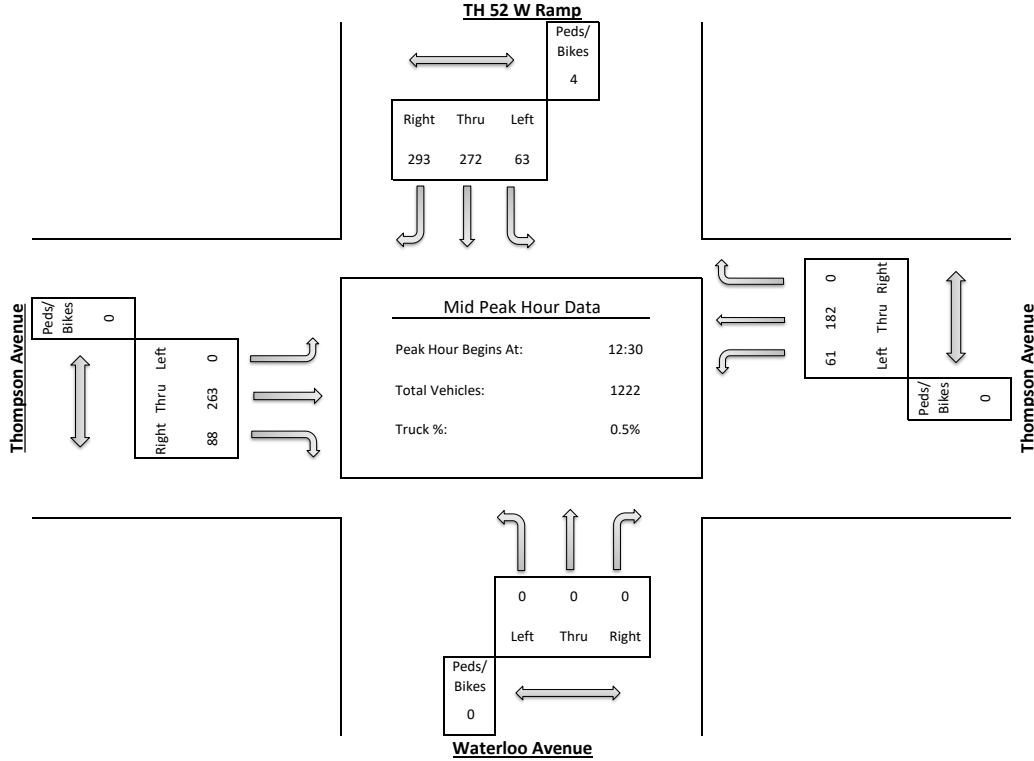 TH 52 W Ramp
Peds/
Bikes
4
Right Thru Left
293 272 63
Thompson Avenue
Peds/
Bikes
0
Left 0
Thru 263
Right 88
Mid Peak Hour Data
Peak Hour Begins At: 12:30
Total Vehicles: 1222
Truck %: 0.5%
0 Right
182 Thru
61 Left
Peds/
Bikes
0
Thompson Avenue
0 0 0
Left Thru Right
Peds/
Bikes
0
Waterloo Avenue